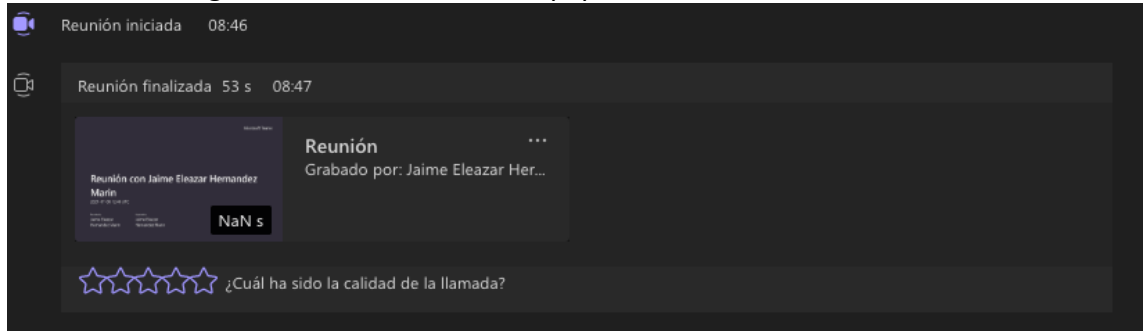 Reunión iniciada 08:46
Reunión finalizada 53 s 08:47
Reunión con Jaime Eleazar Hernandez
Marin
NaN s
Reunión
...
Grabado por: Jaime Eleazar Her...
¿Cuál ha sido la calidad de la llamada?